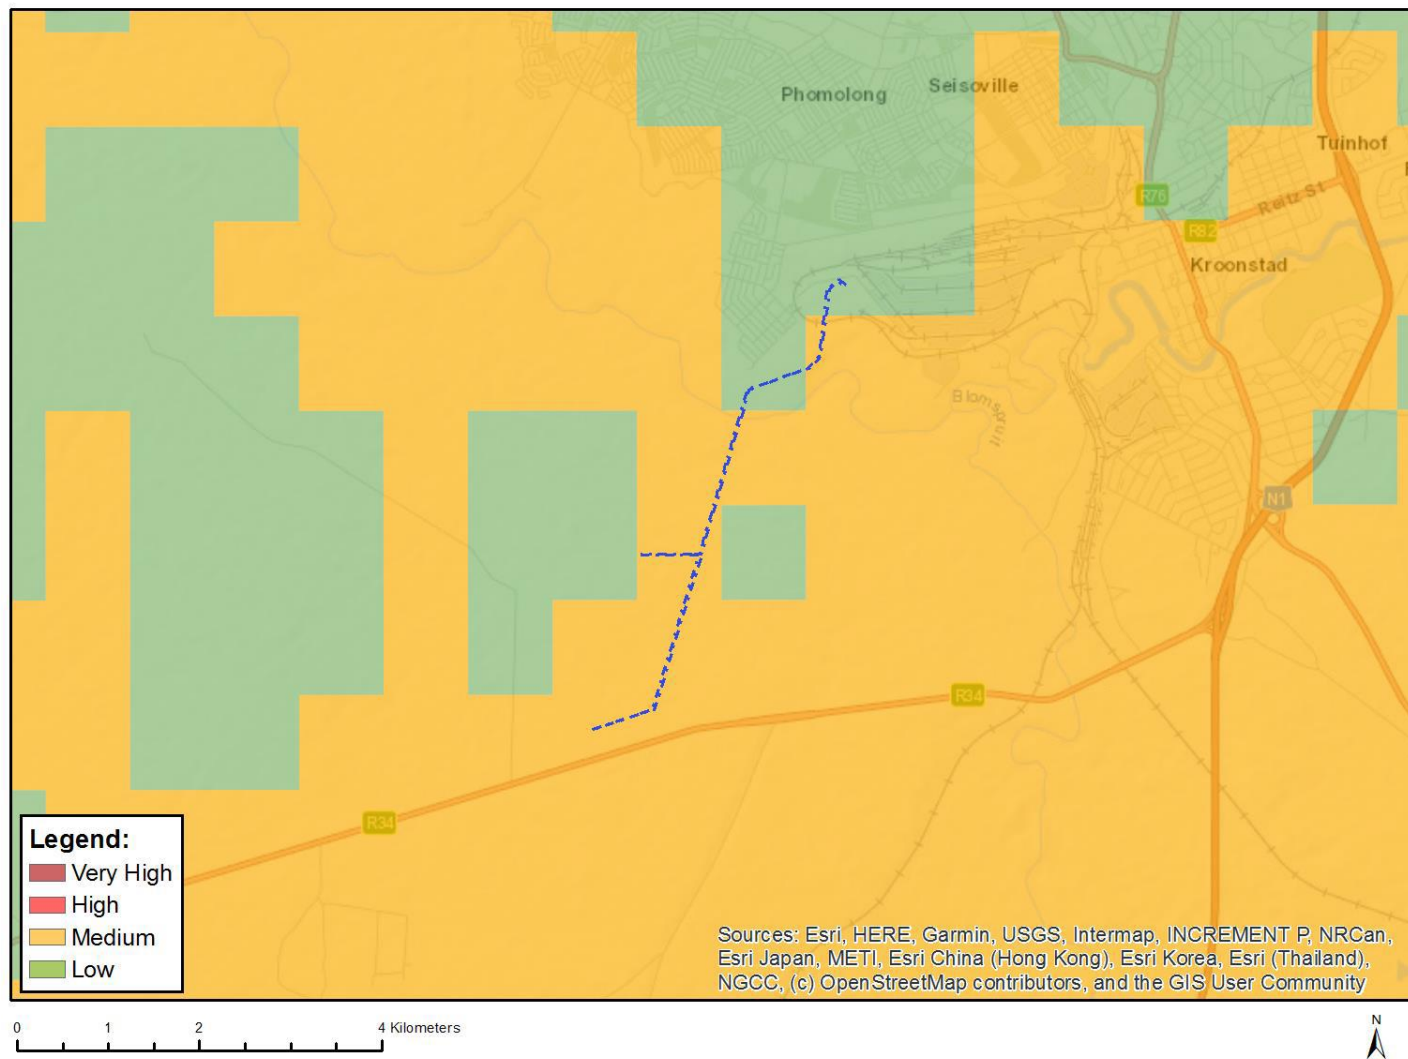 Phomolong
Seisoville
Tuinhof
R76
Reitz St
R82
Kroonstad
Blomspruit
N1
R34
R34
Legend:
Very High
High
Medium
Low
Sources: Esri, HERE, Garmin, USGS, Intermap, INCREMENT P, NRCan,
Esri Japan, METI, Esri China (Hong Kong), Esri Korea, Esri (Thailand),
NGCC, (c) OpenStreetMap contributors, and the GIS User Community
0 1 2 4 Kilometers
N